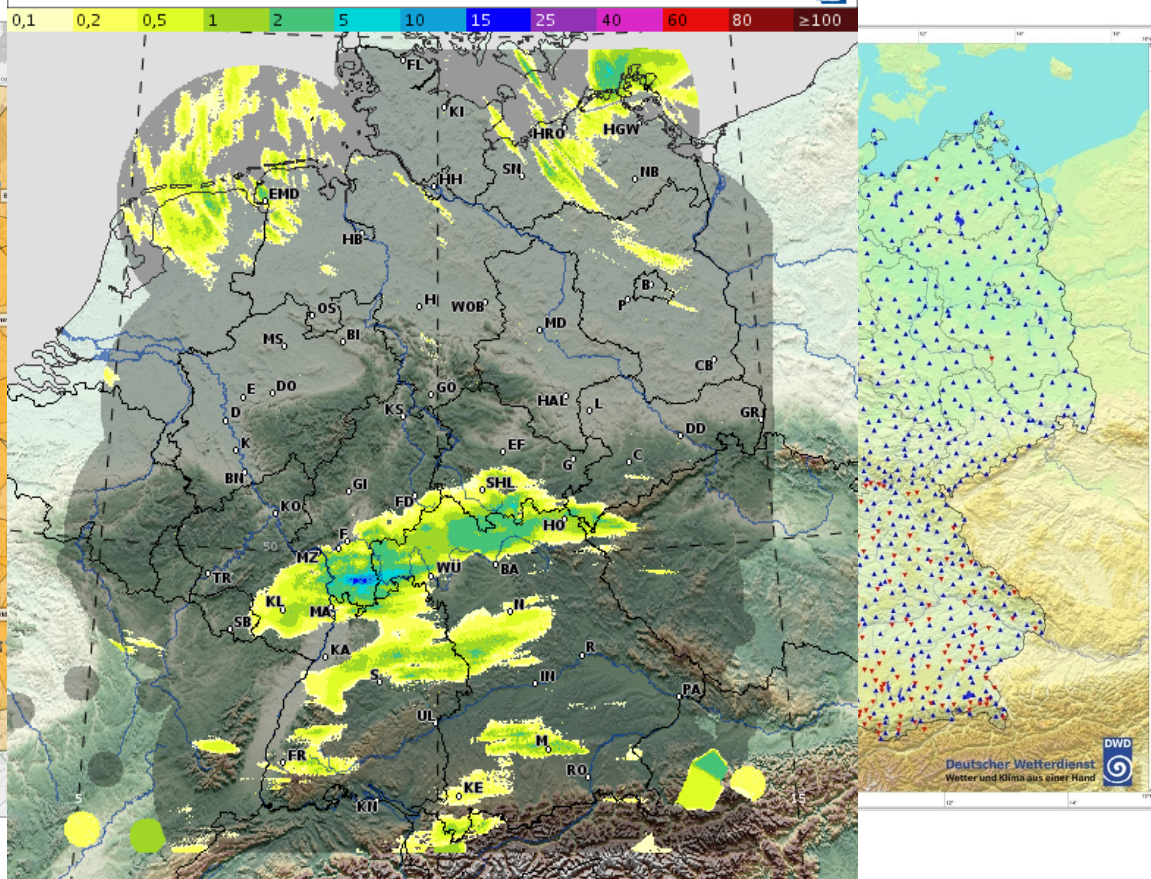 0,1 0,2 0,5 1 2 5 10 15 25 40 60 80 ≥100
FL
KI
HRO HGW
SN NB
HH
EMD
HB
B
P
H WOB
OS
MD
MS BI
CB
E DO GÖ
HAL L
D KS GR
DD
K EF
G C
BN
GI SHL
FD
KO
HO
F
50
MZ
TR WÜ BA
KL MA N
SB
KA R
S IN
PA
UL
M
FR RO
KE
KN
5 15
DWD
Deutscher Wetterdienst
Wetter und Klima aus einer Hand
12° 14°